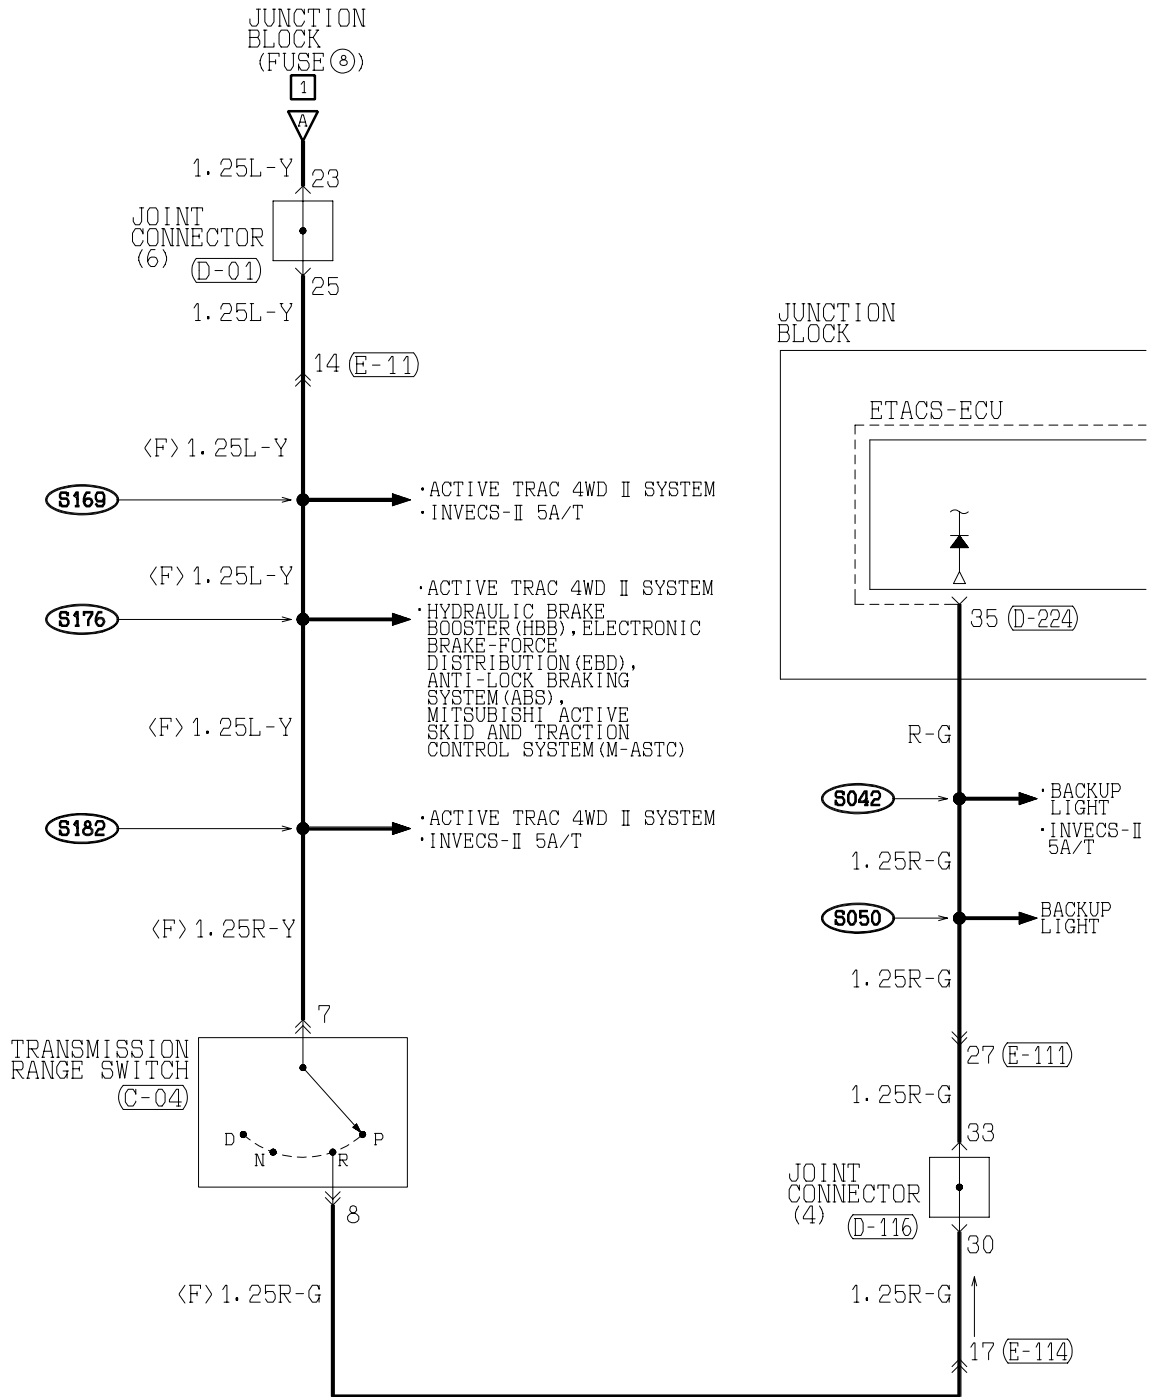 JUNCTION
BLOCK
(FUSE⑧)
1
A
1.25L-Y
23
JOINT
CONNECTOR
(6)
D-01
25
1.25L-Y
14
E-11
<F>1.25L-Y
S169
·ACTIVE TRAC 4WD Ⅱ SYSTEM
·INVECS-Ⅱ 5A/T
<F>1.25L-Y
S176
·ACTIVE TRAC 4WD Ⅱ SYSTEM
·HYDRAULIC BRAKE
BOOSTER(HBB),ELECTRONIC
BRAKE-FORCE
DISTRIBUTION(EBD),
ANTI-LOCK BRAKING
SYSTEM(ABS),
MITSUBISHI ACTIVE
SKID AND TRACTION
CONTROL SYSTEM(M-ASTC)
<F>1.25L-Y
S182
·ACTIVE TRAC 4WD Ⅱ SYSTEM
·INVECS-Ⅱ 5A/T
<F>1.25R-Y
7
TRANSMISSION
RANGE SWITCH
C-04
D
N
R
P
8
<F>1.25R-G
JUNCTION
BLOCK
ETACS-ECU
35
D-224
R-G
S042
·BACKUP
LIGHT
·INVECS-Ⅱ
5A/T
1.25R-G
S050
BACKUP
LIGHT
1.25R-G
27
E-111
1.25R-G
33
JOINT
CONNECTOR
(4)
D-116
30
1.25R-G
17
E-114